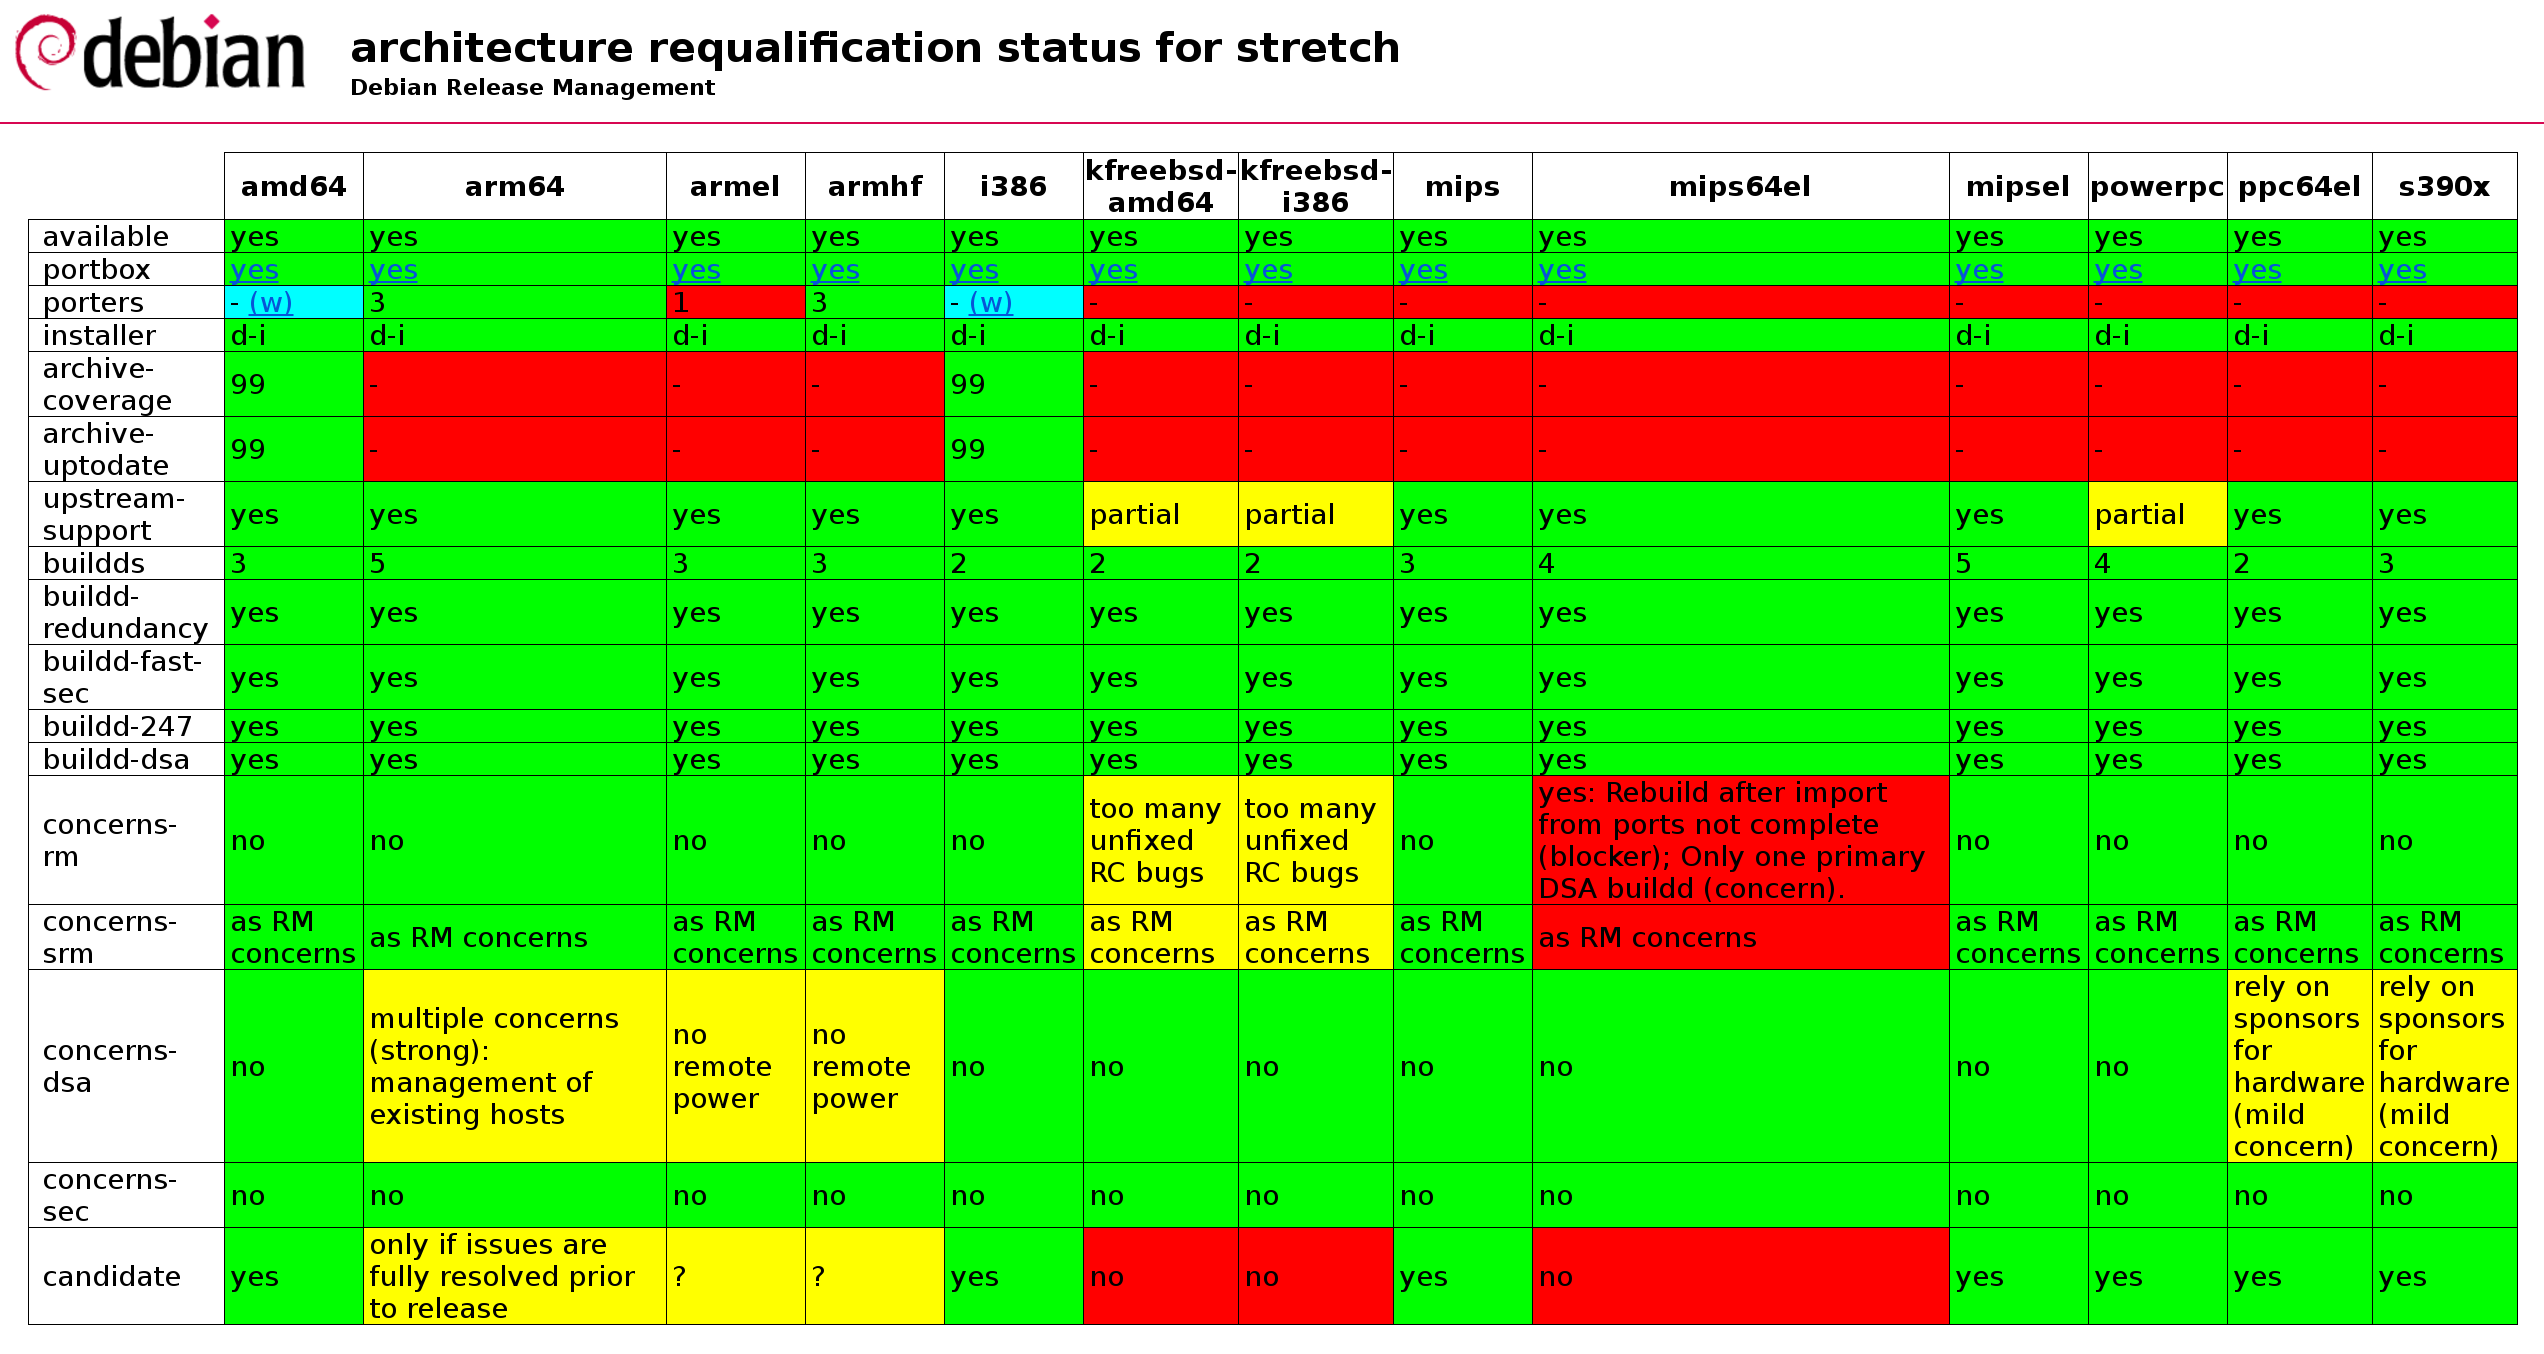 debian
architecture requalification status for stretch
Debian Release Management
amd64 arm64 armel armhf i386 kfreebsd-amd64 kfreebsd-i386 mips mips64el mipsel powerpc ppc64el s390x
available yes yes yes yes yes yes yes yes yes yes yes yes yes
portbox yes yes yes yes yes yes yes yes yes yes yes yes yes
porters - (w) 3 1 3 - (w) - - - - - - - -
installer d-i d-i d-i d-i d-i d-i d-i d-i d-i d-i d-i d-i d-i
archive-coverage 99 - - - 99 - - - - - - - -
archive-uptodate 99 - - - 99 - - - - - - - -
upstream-support yes yes yes yes yes partial partial yes yes yes partial yes yes
buildds 3 5 3 3 2 2 2 3 4 5 4 2 3
buildd-redundancy yes yes yes yes yes yes yes yes yes yes yes yes yes
buildd-fast-sec yes yes yes yes yes yes yes yes yes yes yes yes yes
buildd-247 yes yes yes yes yes yes yes yes yes yes yes yes yes
buildd-dsa yes yes yes yes yes yes yes yes yes yes yes yes yes
concerns-rm no no no no no too many unfixed RC bugs too many unfixed RC bugs no yes: Rebuild after import from ports not complete (blocker); Only one primary DSA buildd (concern). no no no no
concerns-srm as RM concerns as RM concerns as RM concerns as RM concerns as RM concerns as RM concerns as RM concerns as RM concerns as RM concerns as RM concerns as RM concerns as RM concerns as RM concerns
concerns-dsa no multiple concerns (strong): management of existing hosts no remote power no remote power no no no no no no no rely on sponsors for hardware (mild concern) rely on sponsors for hardware (mild concern)
concerns-sec no no no no no no no no no no no no no
candidate yes only if issues are fully resolved prior to release ? ? yes no no yes no yes yes yes yes